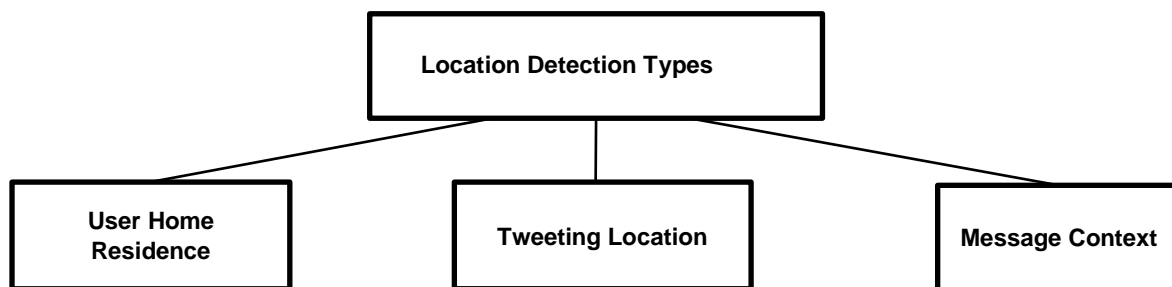 Location Detection Types
User Home
Residence
Tweeting Location
Message Context